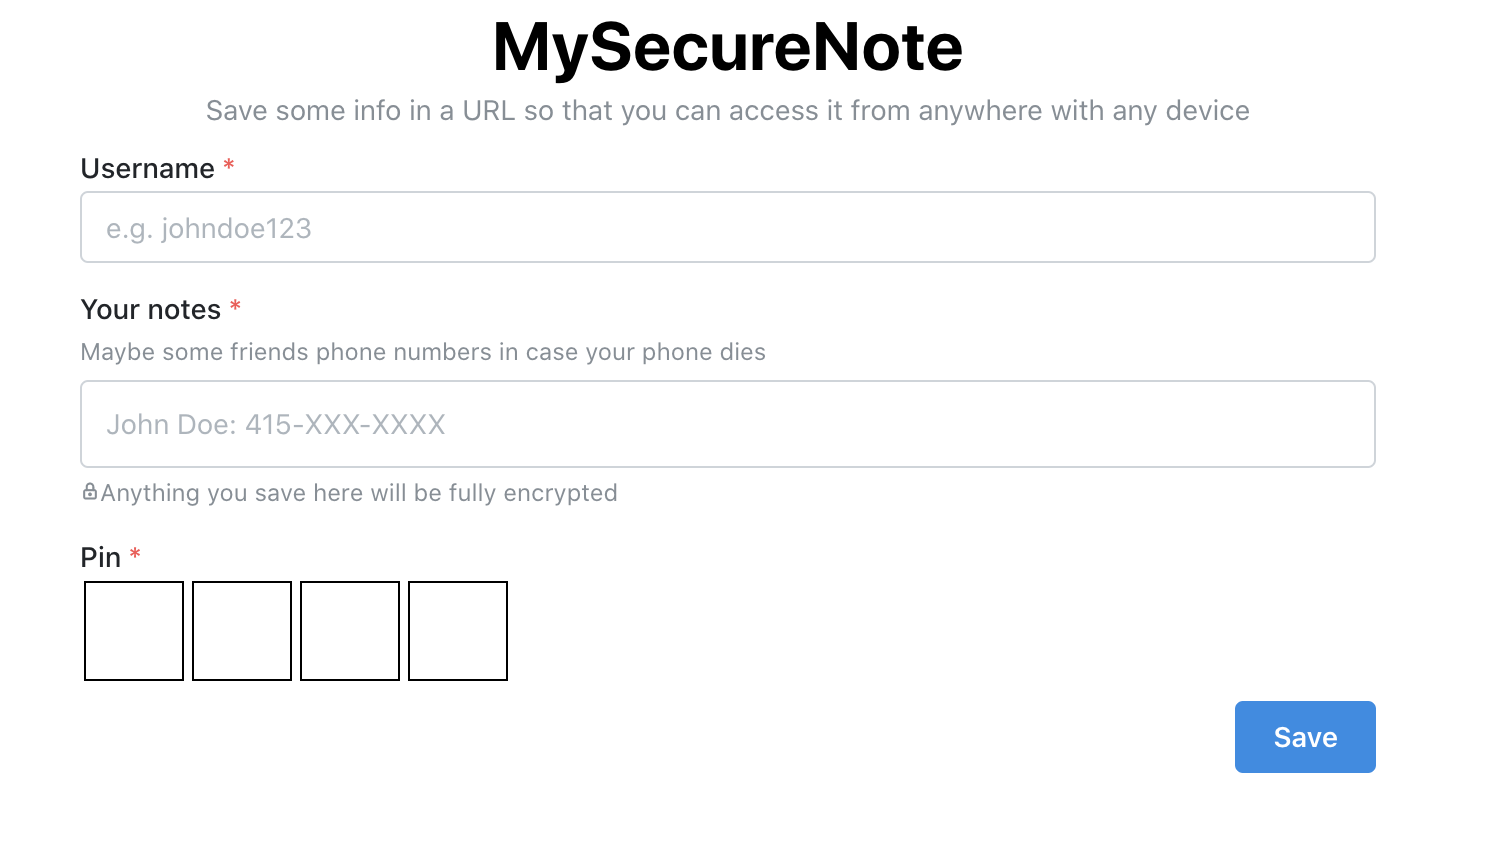 MySecureNote
Save some info in a URL so that you can access it from anywhere with any device
Username *
e.g. johndoe123
Your notes *
Maybe some friends phone numbers in case your phone dies
John Doe: 415-XXX-XXXX
Anything you save here will be fully encrypted
Pin *
Save